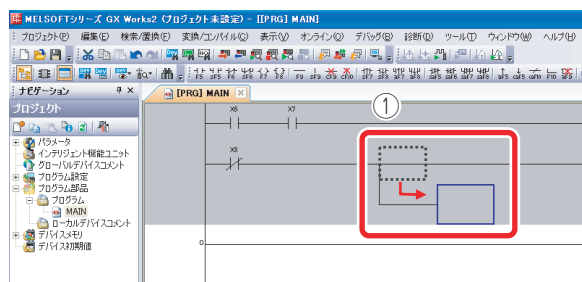 MELSOFTシリーズ GX Works2 (プロジェクト未設定) - [[PRG] MAIN]
プロジェクト(P) 編集(E) 検索/置換(F) 変換/コンパイル(C) 表示(V) オンライン(O) デバッグ(B) 診断(D) ツール(T) ウィンドウ(W) ヘルプ(H)
ナビゲーション
[PRG] MAIN
プロジェクト
X6 X7
①
パラメータ
インテリジェント機能ユニット
グローバルデバイスコメント
プログラム設定
プログラム部品
プログラム
MAIN
ローカルデバイスコメント
デバイスメモリ
デバイス初期値
X8
0